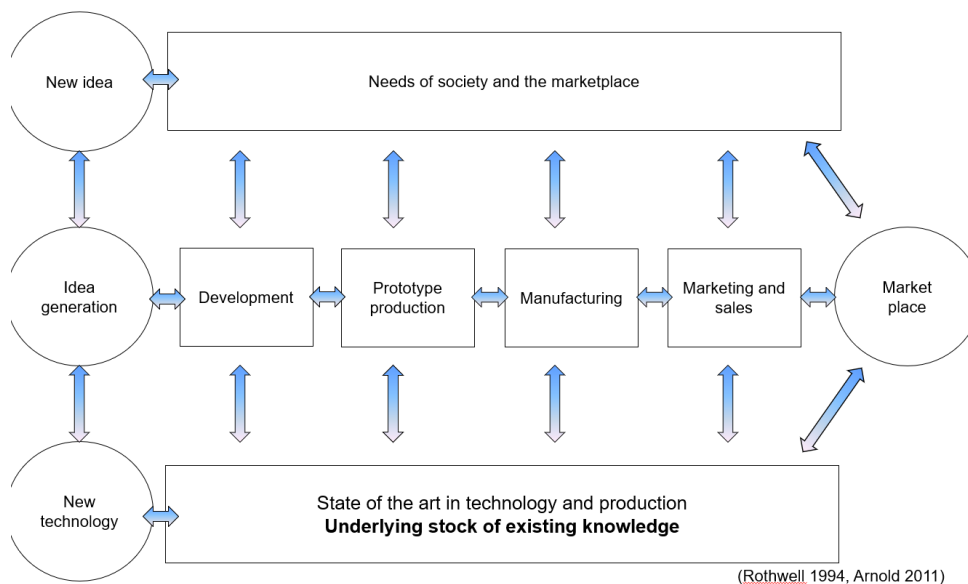 New idea
Needs of society and the marketplace
Idea
generation
Development
Prototype
production
Manufacturing
Marketing and
sales
Market
place
New
technology
State of the art in technology and production
Underlying stock of existing knowledge
(Rothwell 1994, Arnold 2011)